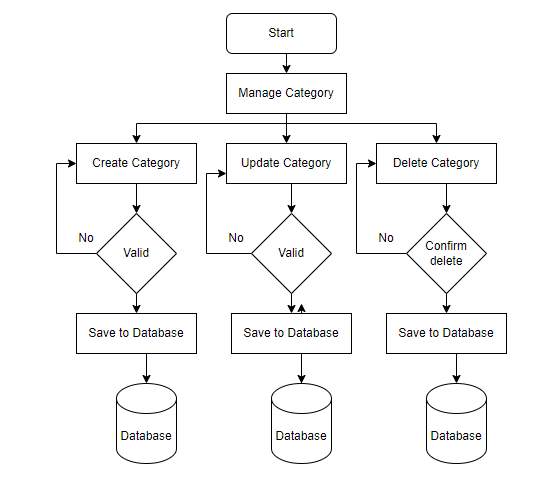 Start
Manage Category
Create Category
Update Category
Delete Category
No
Valid
No
Valid
No
Confirm
delete
Save to Database
Save to Database
Save to Database
Database
Database
Database